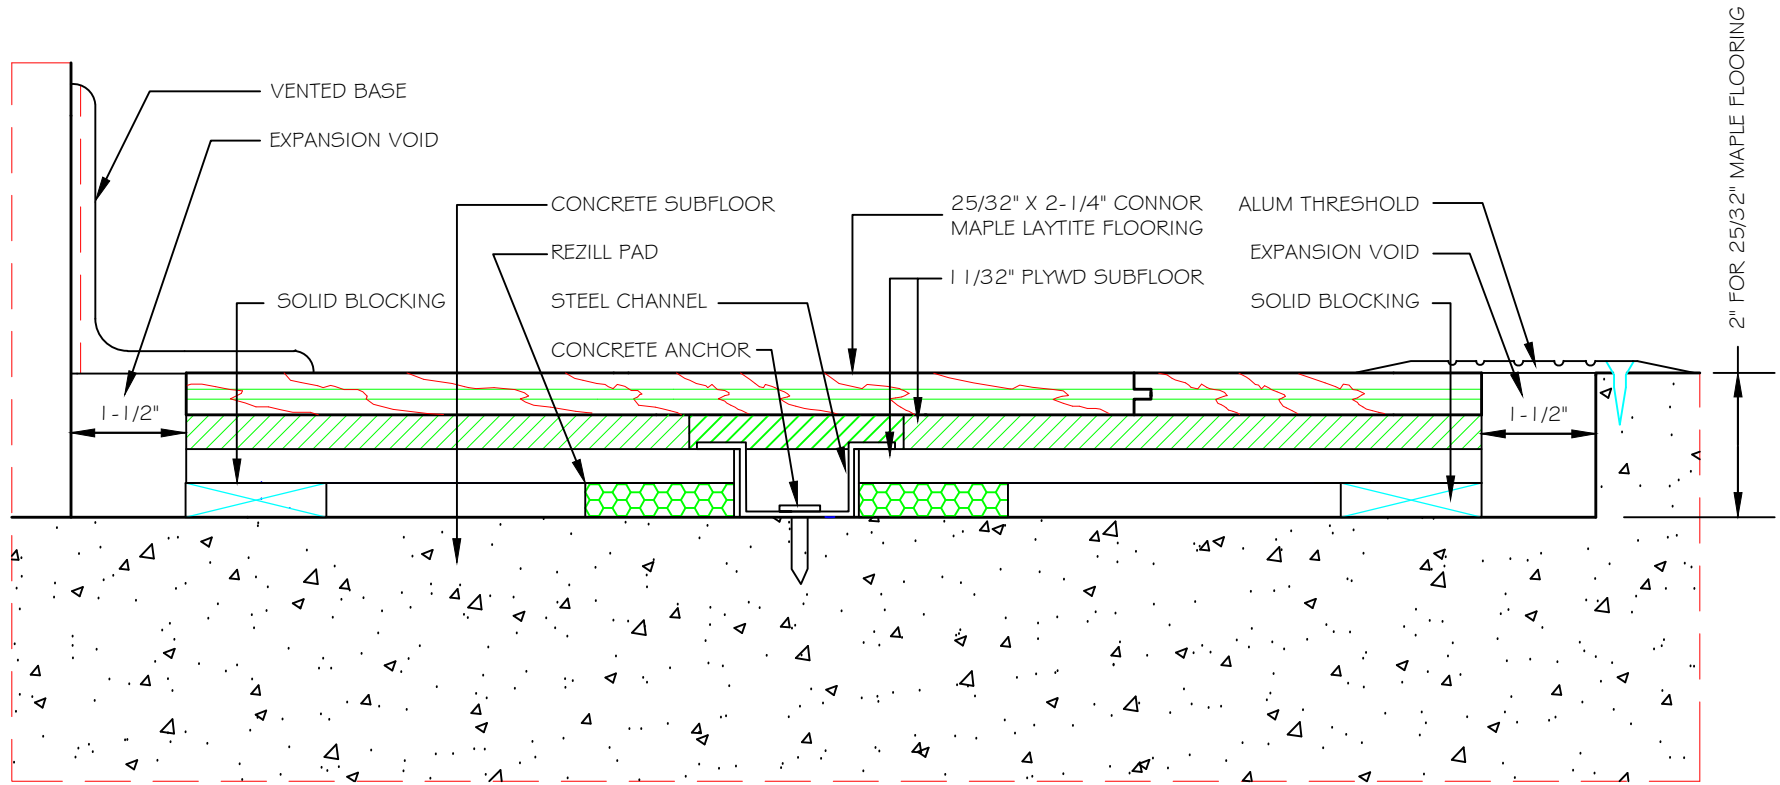 2" FOR 25/32" MAPLE FLOORING
VENTED BASE
EXPANSION VOID
CONCRETE SUBFLOOR
25/32" X 2-1/4" CONNOR
MAPLE LAYTITE FLOORING
ALUM THRESHOLD
REZILL PAD
EXPANSION VOID
11/32" PLYWD SUBFLOOR
SOLID BLOCKING
STEEL CHANNEL
SOLID BLOCKING
CONCRETE ANCHOR
1-1/2"
1-1/2"